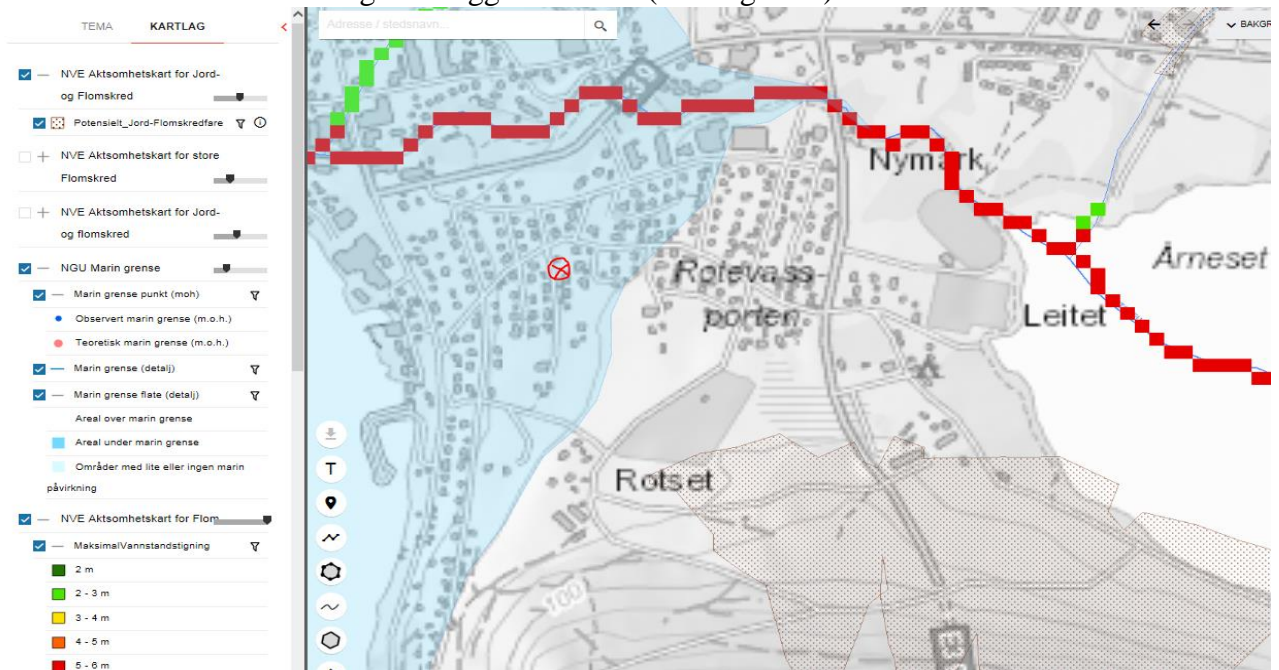 TEMA
KARTLAG
<
NVE Aktsomhetskart for Jord-
og Flomskred
Potensielt_Jord-Flomskredfare
NVE Aktsomhetskart for store
Flomskred
NVE Aktsomhetskart for Jord-
og flomskred
NGU Marin grense
Marin grense punkt (moh)
Observert marin grense (m.o.h.)
Teoretisk marin grense (m.o.h.)
Marin grense (detalj)
Marin grense flate (detalj)
Areal over marin grense
Areal under marin grense
Områder med lite eller ingen marin
påvirkning
NVE Aktsomhetskart for Flom
MaksimalVannstandstigning
2 m
2 - 3 m
3 - 4 m
4 - 5 m
5 - 6 m
Adresse / stedsnavn...
BAKGR
Nymark
Årneset
Rotevass-
porten
Leitet
T
Rotset
100